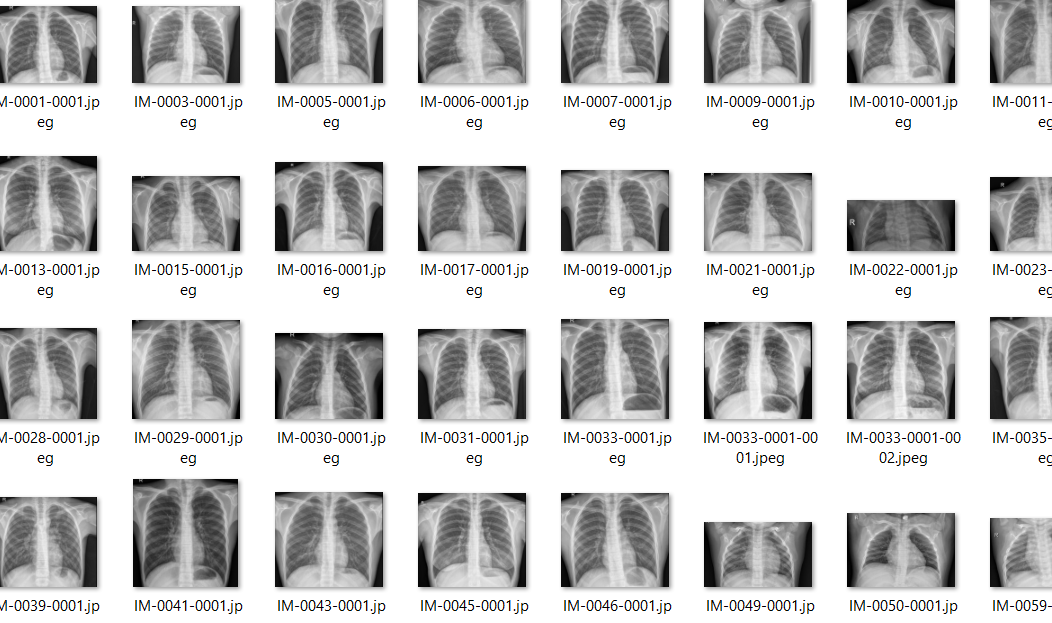 M-0001-0001.jp
eg
IM-0003-0001.jp
eg
IM-0005-0001.jp
eg
IM-0006-0001.jp
eg
IM-0007-0001.jp
eg
IM-0009-0001.jp
eg
IM-0010-0001.jp
eg
IM-0011-
eg
M-0013-0001.jp
eg
IM-0015-0001.jp
eg
IM-0016-0001.jp
eg
IM-0017-0001.jp
eg
IM-0019-0001.jp
eg
IM-0021-0001.jp
eg
R
IM-0022-0001.jp
eg
IM-0023-
eg
M-0028-0001.jp
eg
IM-0029-0001.jp
eg
IM-0030-0001.jp
eg
IM-0031-0001.jp
eg
IM-0033-0001.jp
eg
IM-0033-0001-00
01.jpeg
IM-0033-0001-00
02.jpeg
IM-0035-
eg
M-0039-0001.jp
IM-0041-0001.jp
IM-0043-0001.jp
IM-0045-0001.jp
IM-0046-0001.jp
IM-0049-0001.jp
IM-0050-0001.jp
IM-0059-